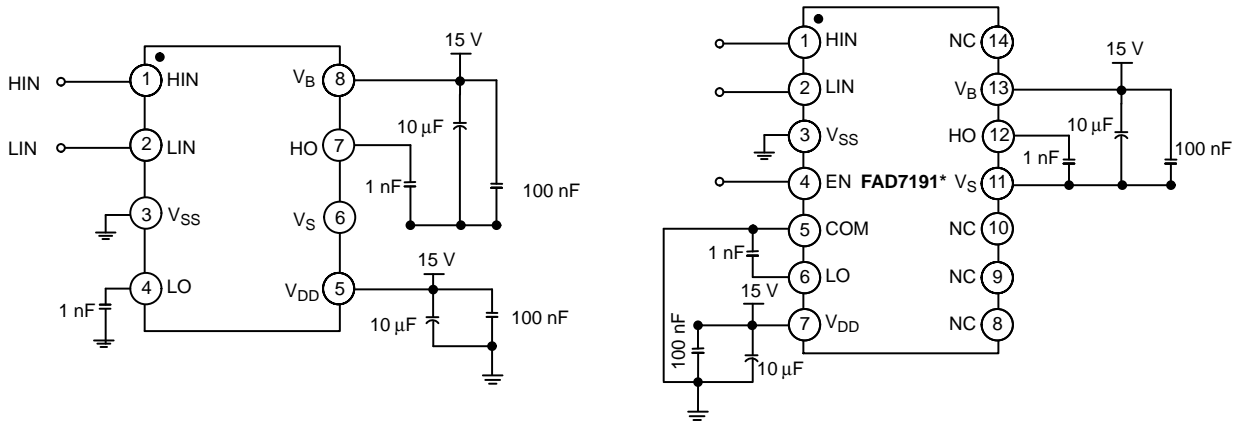 15 V
HIN
1
HIN
V_B
8
10 μF
LIN
2
LIN
HO
7
1 nF
100 nF
3
V_SS
V_S
6
15 V
4
LO
1 nF
V_DD
5
10 μF
100 nF
1
HIN
NC
14
15 V
2
LIN
V_B
13
10 μF
3
V_SS
HO
12
1 nF
100 nF
4
EN
FAD7191*
V_S
11
5
COM
NC
10
1 nF
6
LO
NC
9
15 V
7
V_DD
NC
8
100 nF
10 μF